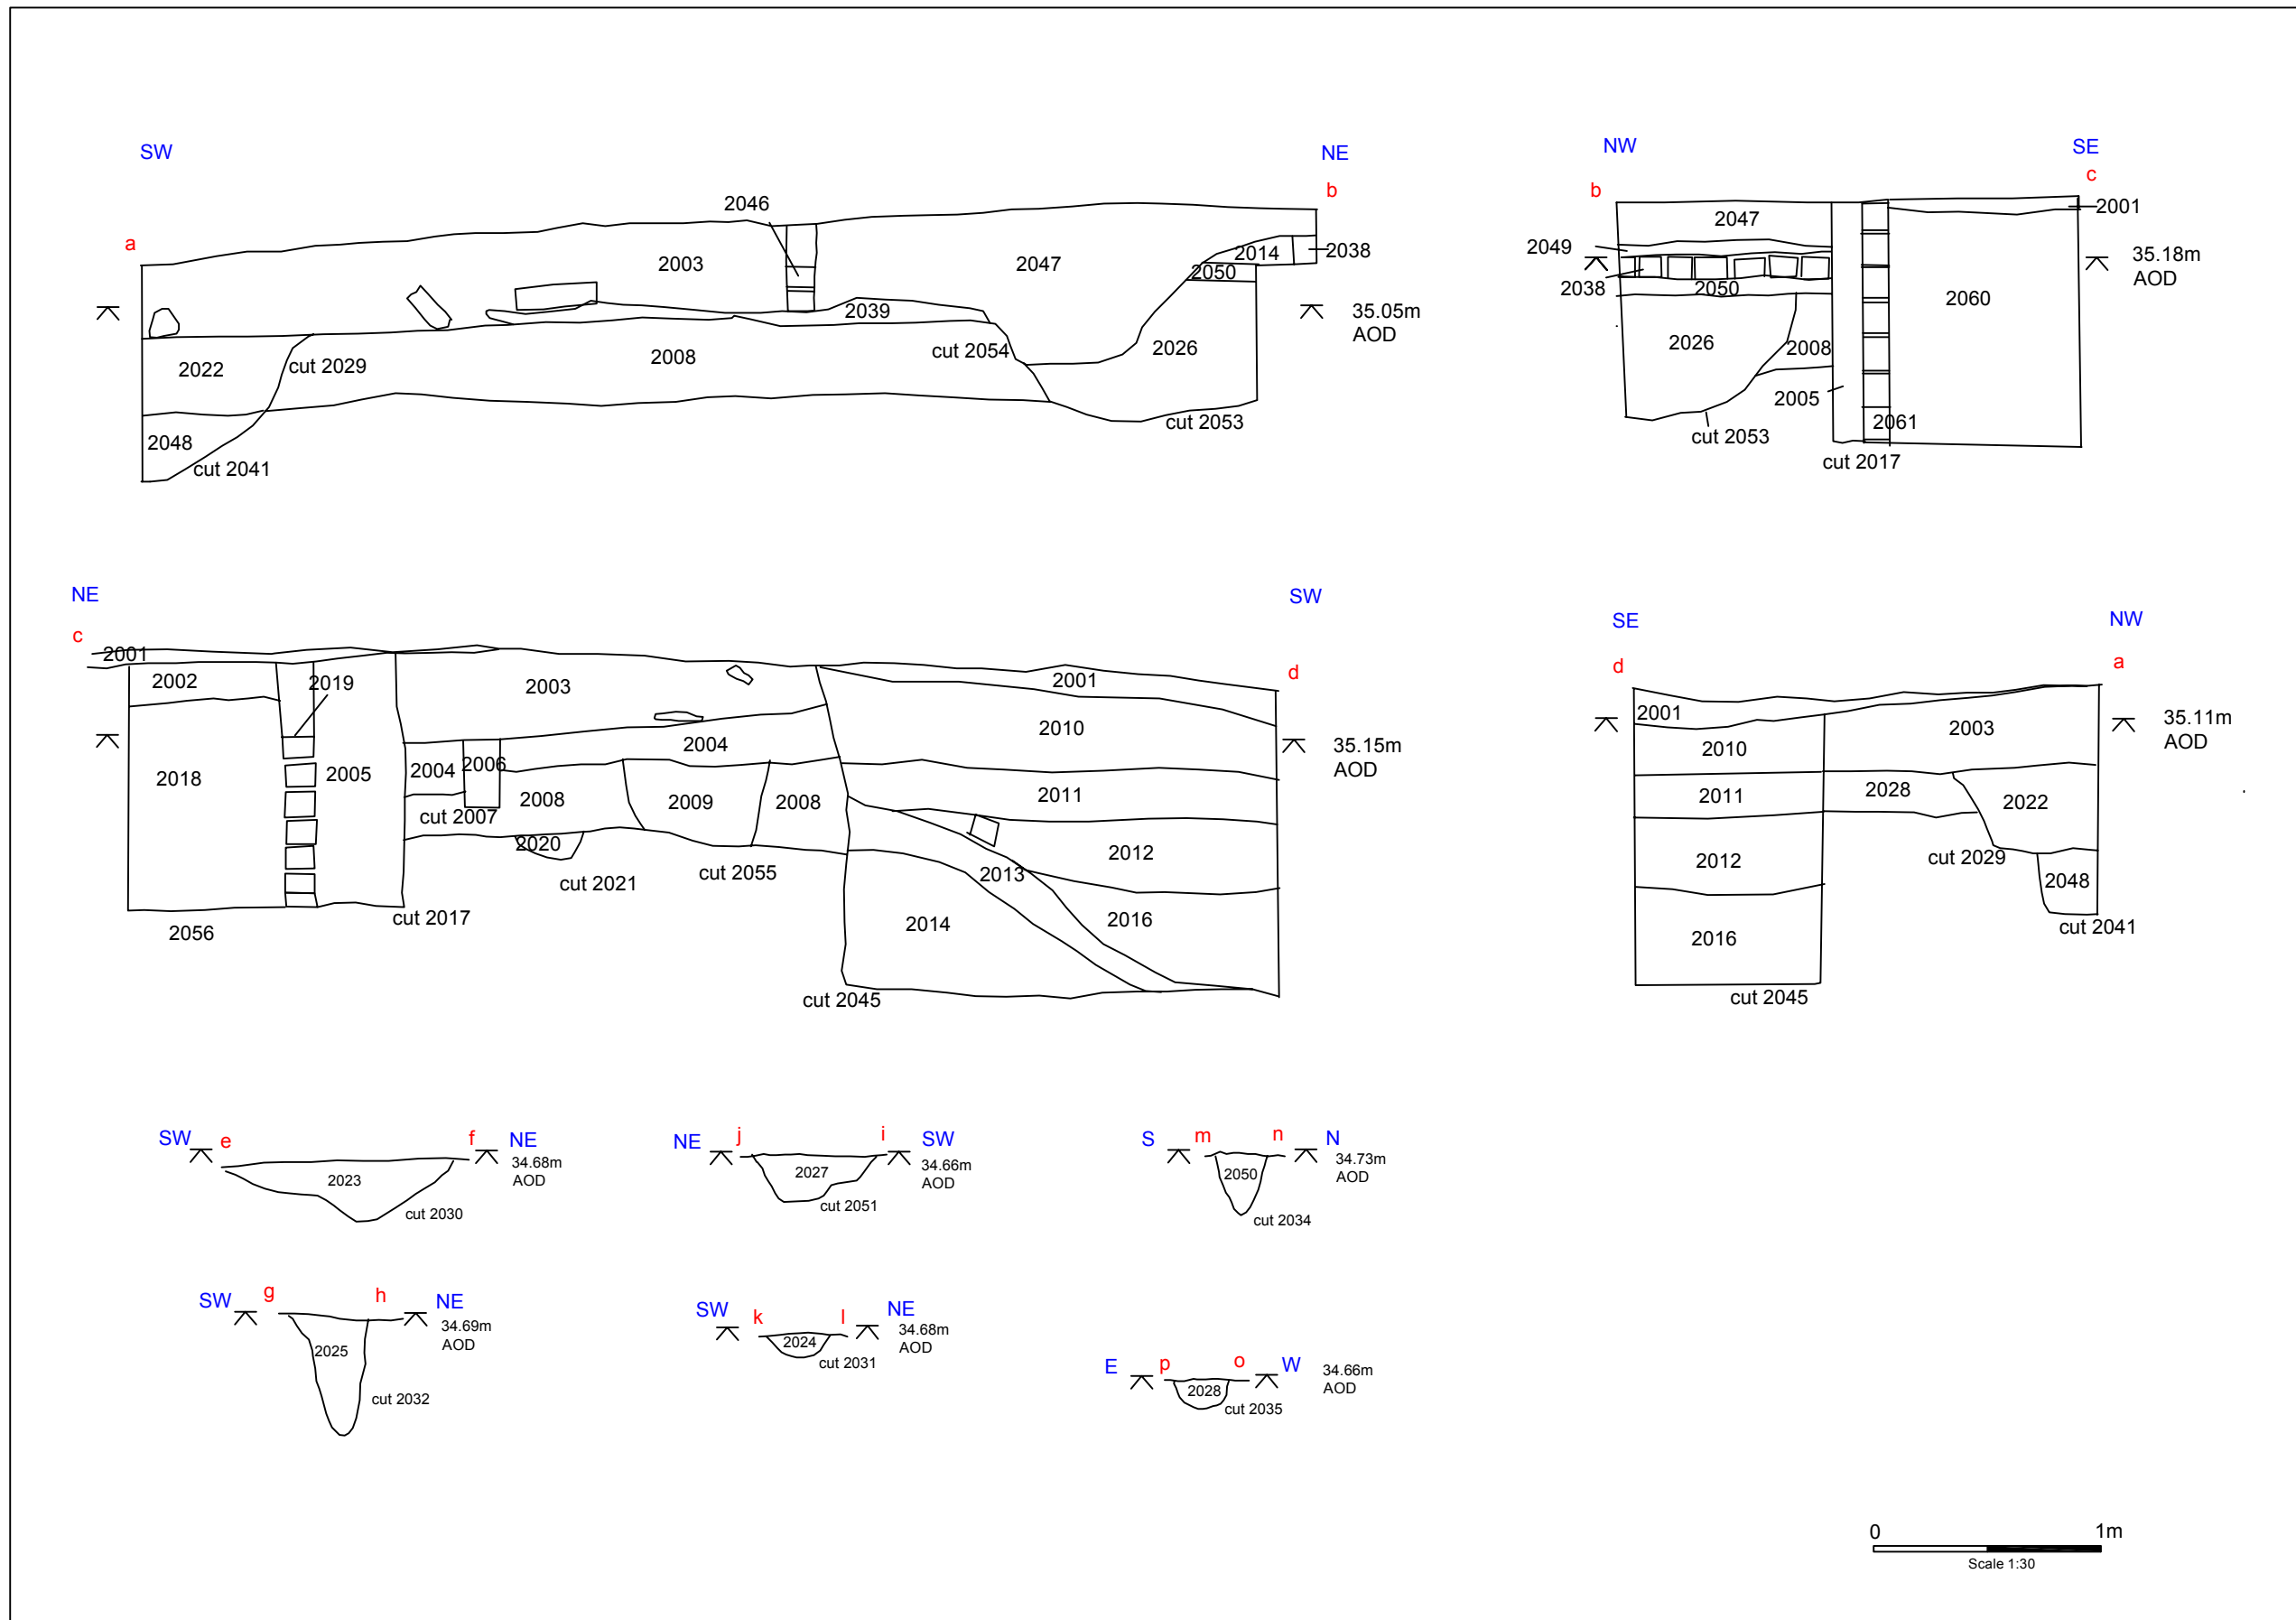 SW
NE
a
b
2046
2003
2047
2014
2038
2050
2039
35.05m
AOD
2022
cut 2029
2008
cut 2054
2026
2048
cut 2041
cut 2053
NW
SE
b
c
2047
2001
2049
35.18m
AOD
2038
2050
2060
2026
2008
2005
2061
cut 2053
cut 2017
NE
SW
c
d
2001
2002
2019
2003
2001
2010
2004
35.15m
AOD
2018
2005
2004
2006
2008
2009
2008
2011
cut 2007
2020
2012
cut 2021
cut 2055
2013
2056
cut 2017
2014
2016
cut 2045
SE
NW
d
a
2001
2003
35.11m
AOD
2010
2011
2028
2022
2012
cut 2029
2048
2016
cut 2041
cut 2045
SW
e
f
NE
34.68m
AOD
2023
cut 2030
NE
j
i
SW
34.66m
AOD
2027
cut 2051
S
m
n
N
34.73m
AOD
2050
cut 2034
SW
g
h
NE
34.69m
AOD
2025
cut 2032
SW
k
l
NE
34.68m
AOD
2024
cut 2031
E
p
o
W
34.66m
AOD
2028
cut 2035
0 1m
Scale 1:30